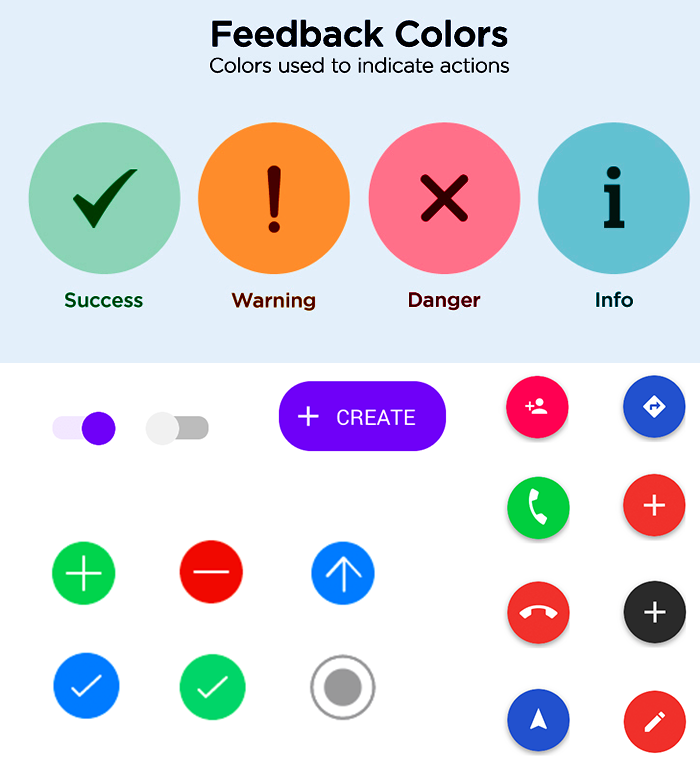 Feedback Colors
Colors used to indicate actions
Success
Warning
Danger
Info
CREATE